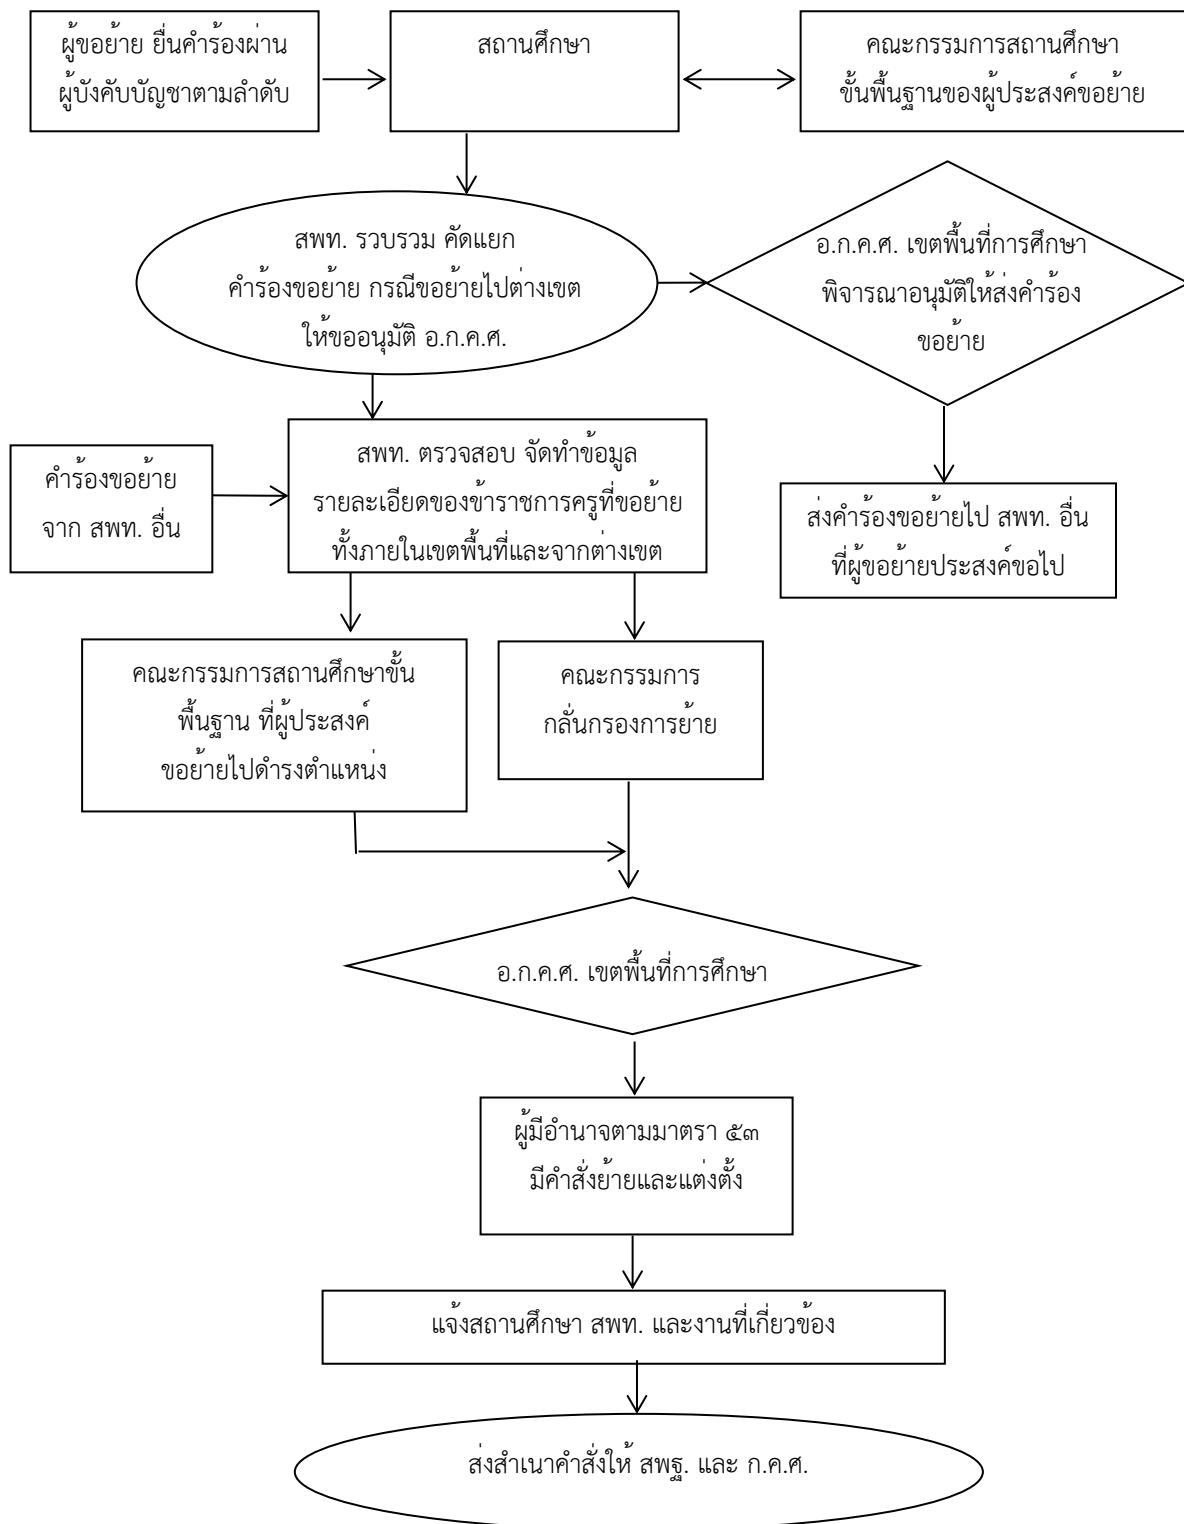 ผู้ขอย้าย ยื่นคำร้องผ่าน
ผู้บังคับบัญชาตามลำดับ
สถานศึกษา
คณะกรรมการสถานศึกษา
ขั้นพื้นฐานของผู้ประสงค์ขอย้าย
สพท. รวบรวม คัดแยก
คำร้องขอย้าย กรณีขอย้ายไปต่างเขต
ให้ขออนุมัติ อ.ก.ค.ศ.
อ.ก.ค.ศ. เขตพื้นที่การศึกษา
พิจารณาอนุมัติให้ส่งคำร้อง
ขอย้าย
คำร้องขอย้าย
จาก สพท. อื่น
สพท. ตรวจสอบ จัดทำข้อมูล
รายละเอียดของข้าราชการครูที่ขอย้าย
ทั้งภายในเขตพื้นที่และจากต่างเขต
ส่งคำร้องขอย้ายไป สพท. อื่น
ที่ผู้ขอย้ายประสงค์ขอไป
คณะกรรมการสถานศึกษาขั้น
พื้นฐาน ที่ผู้ประสงค์
ขอย้ายไปดำรงตำแหน่ง
คณะกรรมการ
กลั่นกรองการย้าย
อ.ก.ค.ศ. เขตพื้นที่การศึกษา
ผู้มีอำนาจตามมาตรา ๕๓
มีคำสั่งย้ายและแต่งตั้ง
แจ้งสถานศึกษา สพท. และงานที่เกี่ยวข้อง
ส่งสำเนาคำสั่งให้ สพฐ. และ ก.ค.ศ.